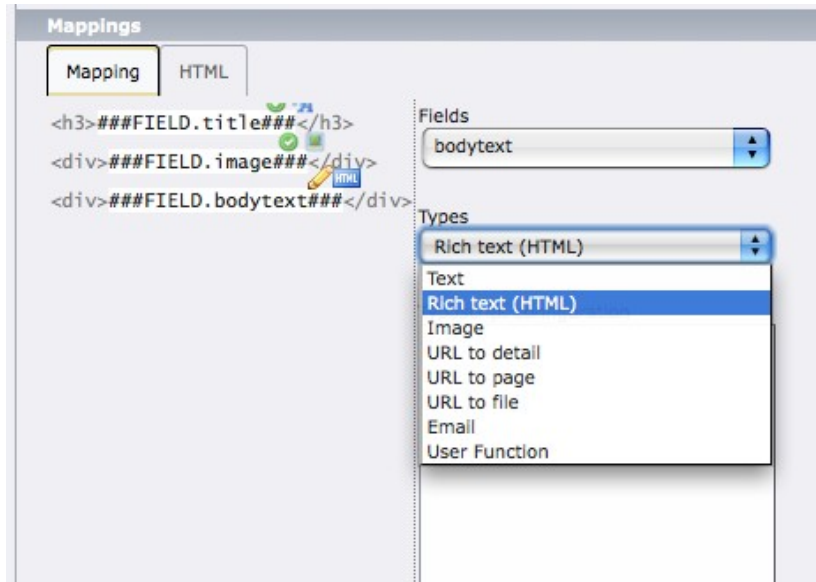 Mappings
Mapping
HTML
<h3>###FIELD.title###</h3>
<div>###FIELD.image###</div>
HTML
<div>###FIELD.bodytext###</div>
Fields
bodytext
Types
Rich text (HTML)
Text
Rich text (HTML)
Image
URL to detail
URL to page
URL to file
Email
User Function